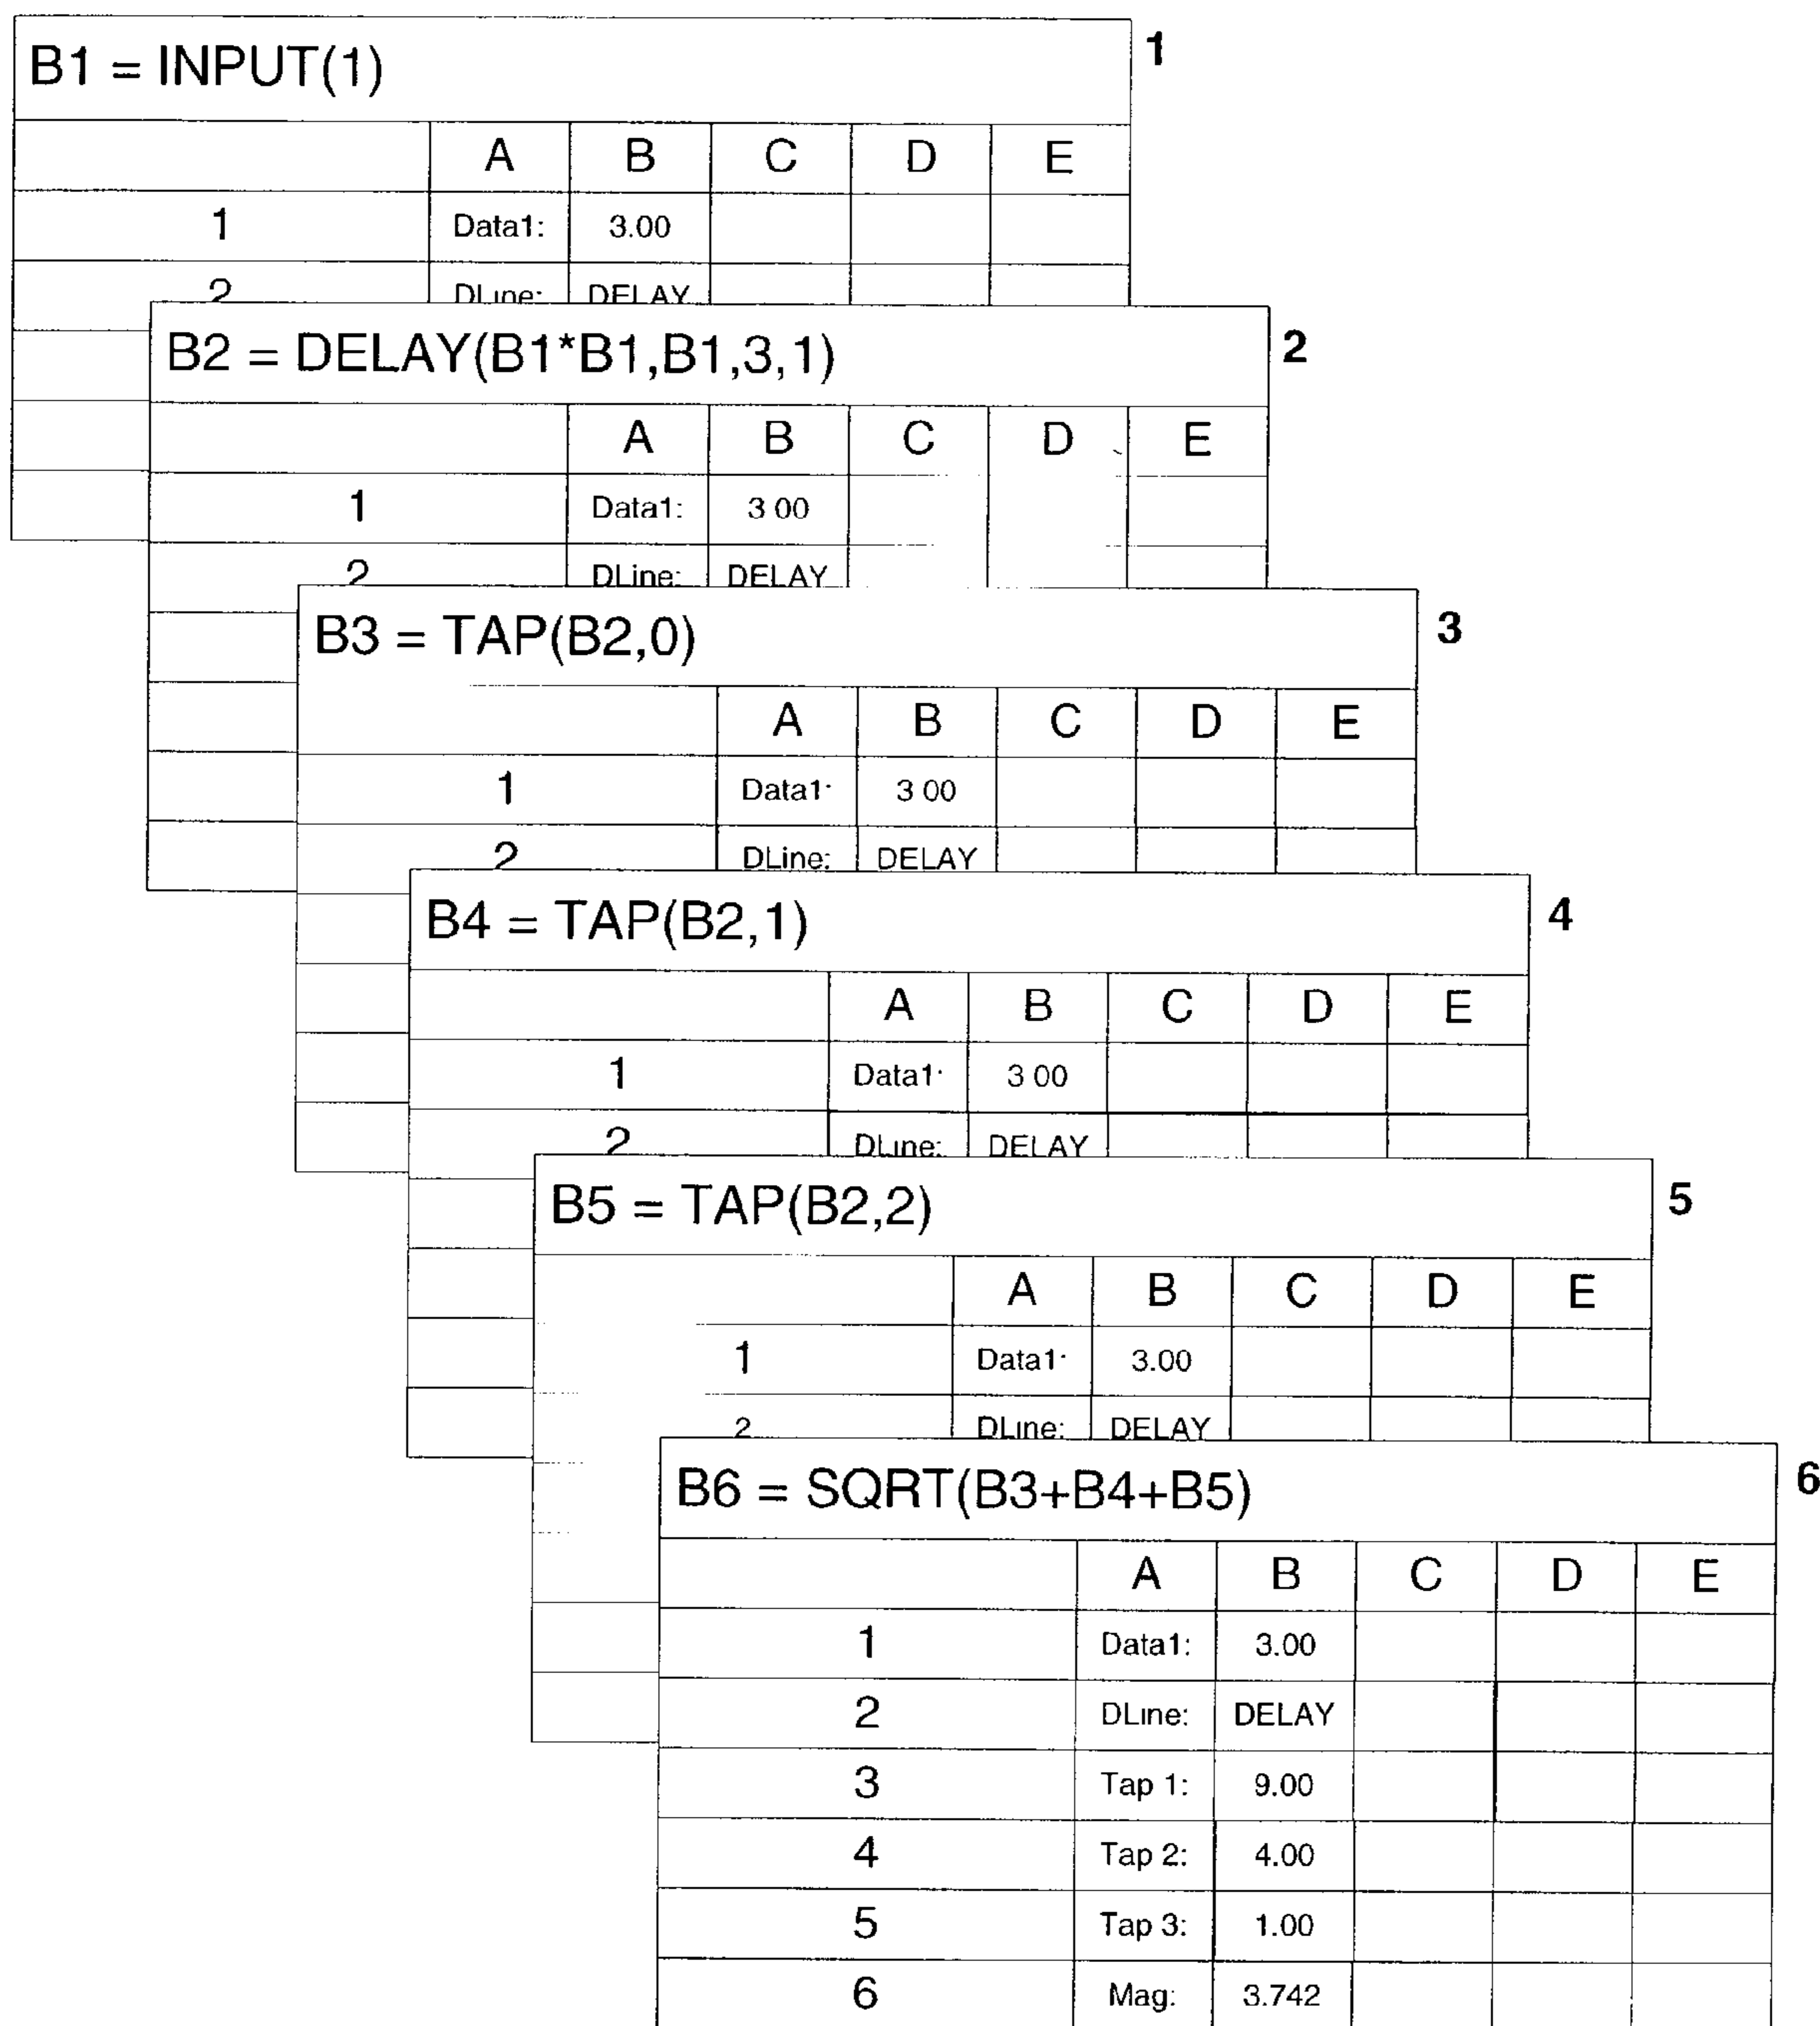 B1 = INPUT(1) 1
A B C D E
1 Data1: 3.00
2 DLine: DELAY
B2 = DELAY(B1*B1,B1,3,1) 2
A B C D E
1 Data1: 3 00
2 DLine: DELAY
B3 = TAP(B2,0) 3
A B C D E
1 Data1: 3 00
2 DLine: DELAY
B4 = TAP(B2,1) 4
A B C D E
1 Data1: 3 00
2 DLine: DELAY
B5 = TAP(B2,2) 5
A B C D E
1 Data1: 3.00
2 DLine: DELAY
B6 = SQRT(B3+B4+B5) 6
A B C D E
1 Data1: 3.00
2 DLine: DELAY
3 Tap 1: 9.00
4 Tap 2: 4.00
5 Tap 3: 1.00
6 Mag: 3.742